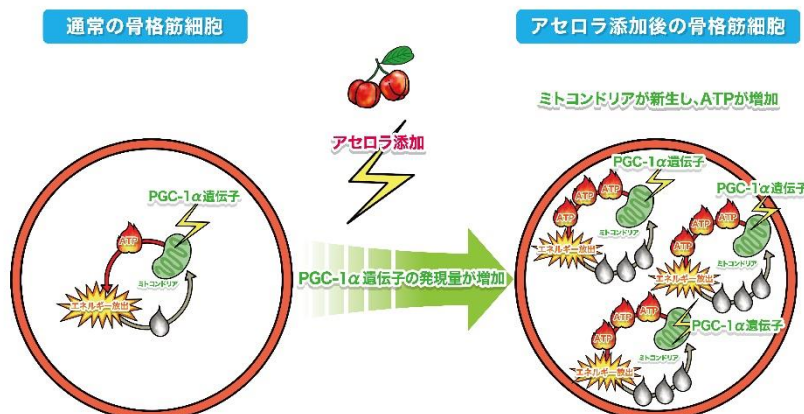 通常の骨格筋細胞
アセロラ添加後の骨格筋細胞
アセロラ添加
ミトコンドリアが新生し、ATPが増加
PGC-1α遺伝子
ATP
ミトコンドリア
エネルギー放出
PGC-1α遺伝子の発現量が増加
PGC-1α遺伝子
ATP
ATP
ATP
ミトコンドリア
エネルギー放出
PGC-1α遺伝子
ATP
ATP
ATP
ミトコンドリア
エネルギー放出
PGC-1α遺伝子
ATP
ATP
ATP
ミトコンドリア
エネルギー放出